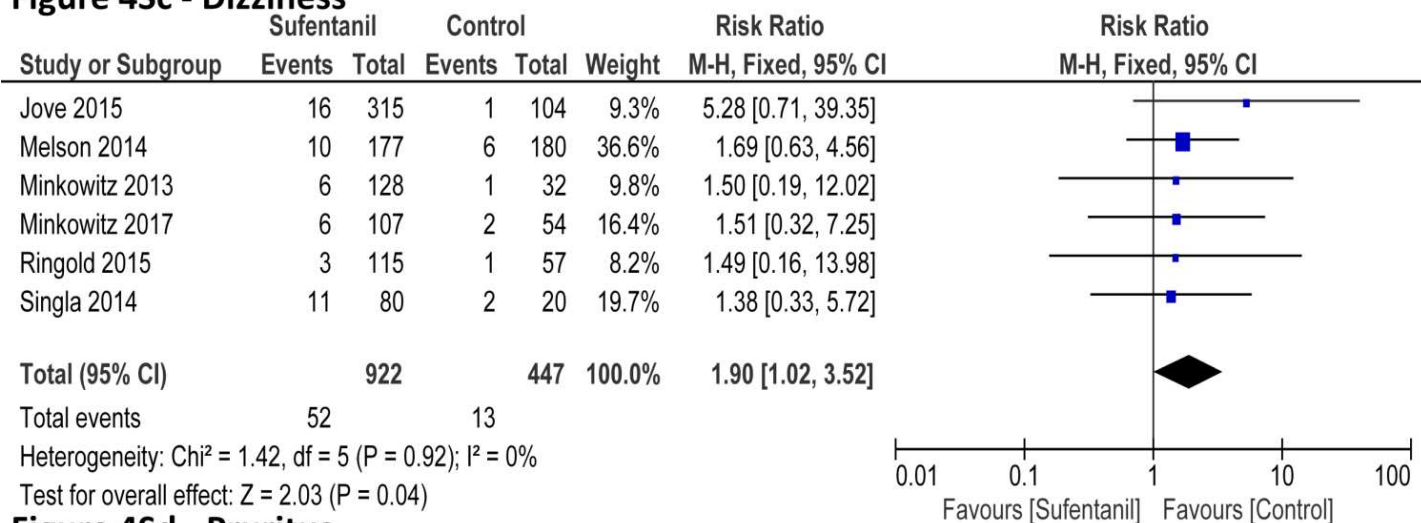 Figure 4Sc - Dizziness
Sufentanil Control Risk Ratio Risk Ratio
Study or Subgroup Events Total Events Total Weight M-H, Fixed, 95% CI M-H, Fixed, 95% CI
Jove 2015 16 315 1 104 9.3% 5.28 [0.71, 39.35]
Melson 2014 10 177 6 180 36.6% 1.69 [0.63, 4.56]
Minkowitz 2013 6 128 1 32 9.8% 1.50 [0.19, 12.02]
Minkowitz 2017 6 107 2 54 16.4% 1.51 [0.32, 7.25]
Ringold 2015 3 115 1 57 8.2% 1.49 [0.16, 13.98]
Singla 2014 11 80 2 20 19.7% 1.38 [0.33, 5.72]
Total (95% CI) 922 447 100.0% 1.90 [1.02, 3.52]
Total events 52 13
Heterogeneity: Chi² = 1.42, df = 5 (P = 0.92); I² = 0%
Test for overall effect: Z = 2.03 (P = 0.04)
0.01 0.1 1 10 100
Favours [Sufentanil] Favours [Control]
Figure 4Sd - Pruritus